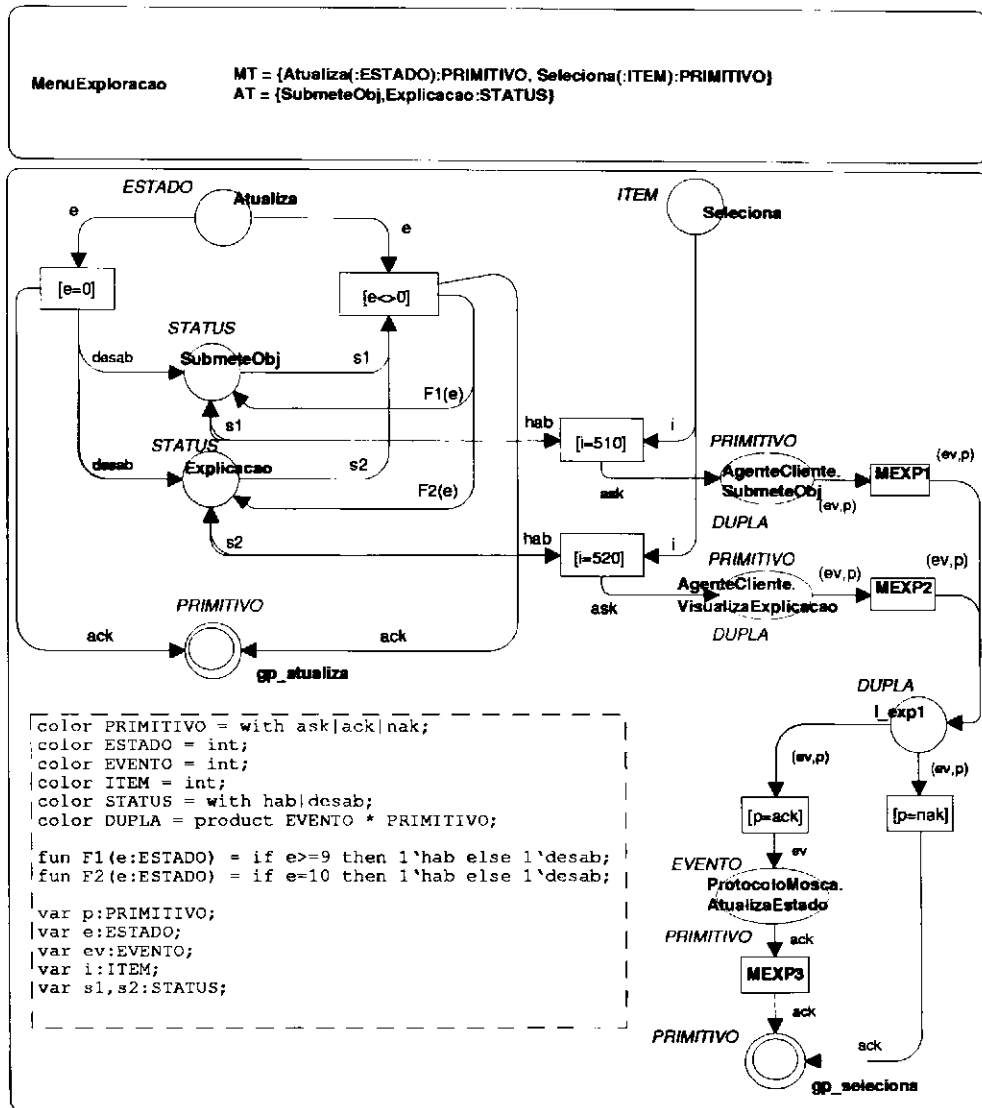 MenuExploracao
MT = {Atualiza(:ESTADO):PRIMITIVO, Seleciona(:ITEM):PRIMITIVO}
AT = {SubmeteObj,Explicacao:STATUS}
ESTADO
Atualiza
e
e
[e=0]
[e<>0]
ITEM
Seleciona
STATUS
desab
SubmeteObj
s1
F1(e)
s1
hab
[i=510]
i
STATUS
desab
Explicacao
s2
F2(e)
s2
hab
[i=520]
i
ask
PRIMITIVO
AgenteCliente.
SubmeteObj
DUPLA
(ev,p)
MEXP1
(ev,p)
ask
PRIMITIVO
AgenteCliente.
VisualizaExplicacao
DUPLA
(ev,p)
MEXP2
(ev,p)
PRIMITIVO
ack
ack
gp_atualiza
DUPLA
I_exp1
(ev,p)
(ev,p)
[p=ack]
[p=nak]
ev
EVENTO
ProtocoloMosca.
AtualizaEstado
PRIMITIVO
ack
MEXP3
ack
PRIMITIVO
ack
gp_seleciona
color PRIMITIVO = with ask|ack|nak;
color ESTADO = int;
color EVENTO = int;
color ITEM = int;
color STATUS = with hab|desab;
color DUPLA = product EVENTO * PRIMITIVO;
fun F1(e:ESTADO) = if e>=9 then 1`hab else 1`desab;
fun F2(e:ESTADO) = if e=10 then 1`hab else 1`desab;
var p:PRIMITIVO;
var e:ESTADO;
var ev:EVENTO;
var i:ITEM;
var s1,s2:STATUS;